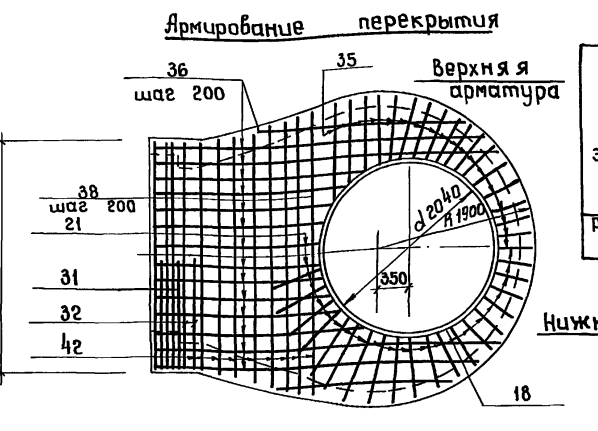 Армирование перекрытия
36
шаг 200
35
Верхняя
арматура
38
шаг 200
21
31
32
42
d 2040
R 1900
350
18
Нижн